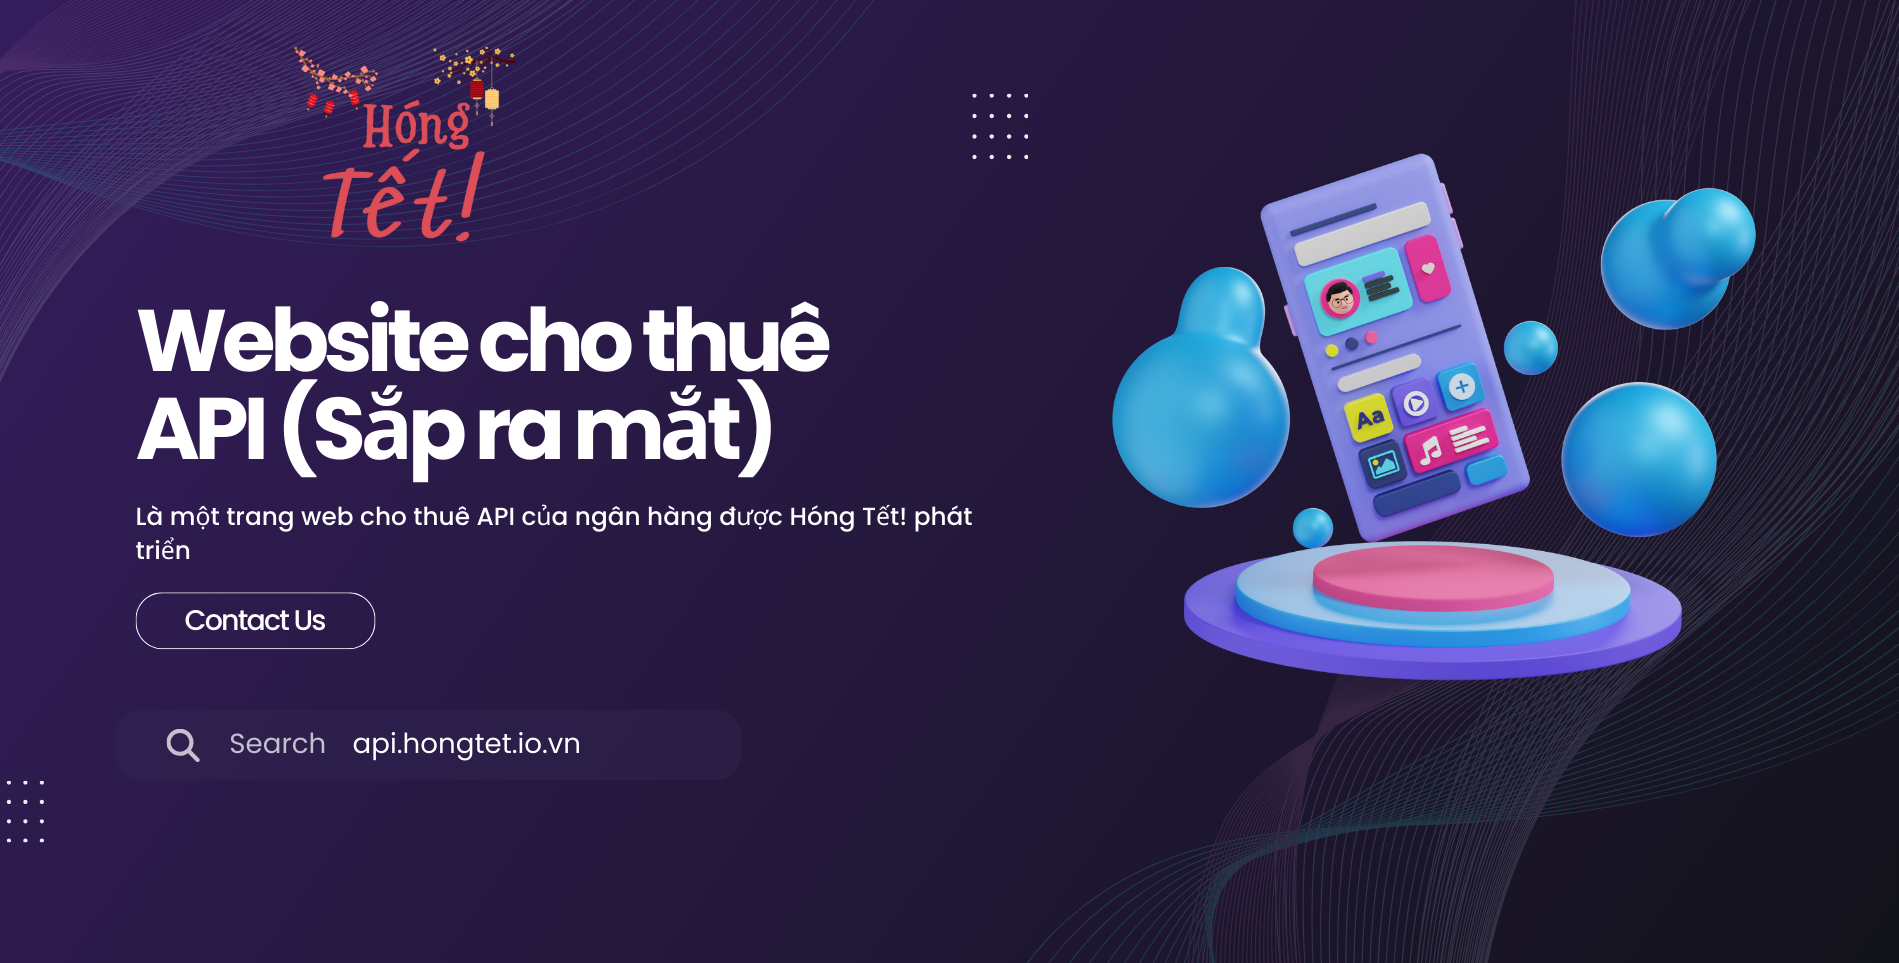 Hóng
Tết!
Website cho thuê
API (Sắp ra mắt)
Là một trang web cho thuê API của ngân hàng được Hóng Tết! phát
triển
Contact Us
Search api.hongtet.io.vn
Aa